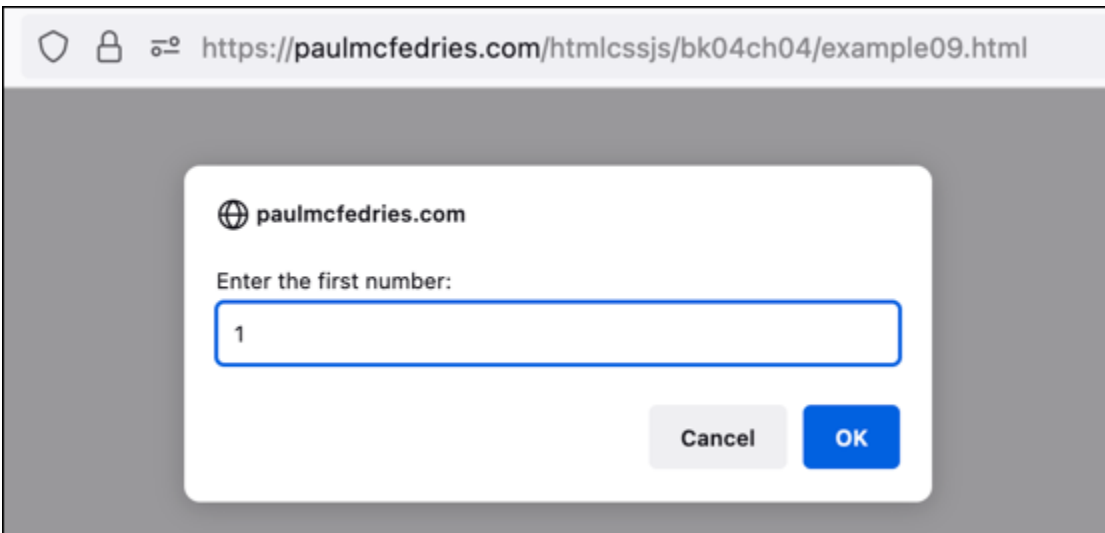 https://paulmcfedries.com/htmlcssjs/bk04ch04/example09.html
paulmcfedries.com
Enter the first number:
1
Cancel OK